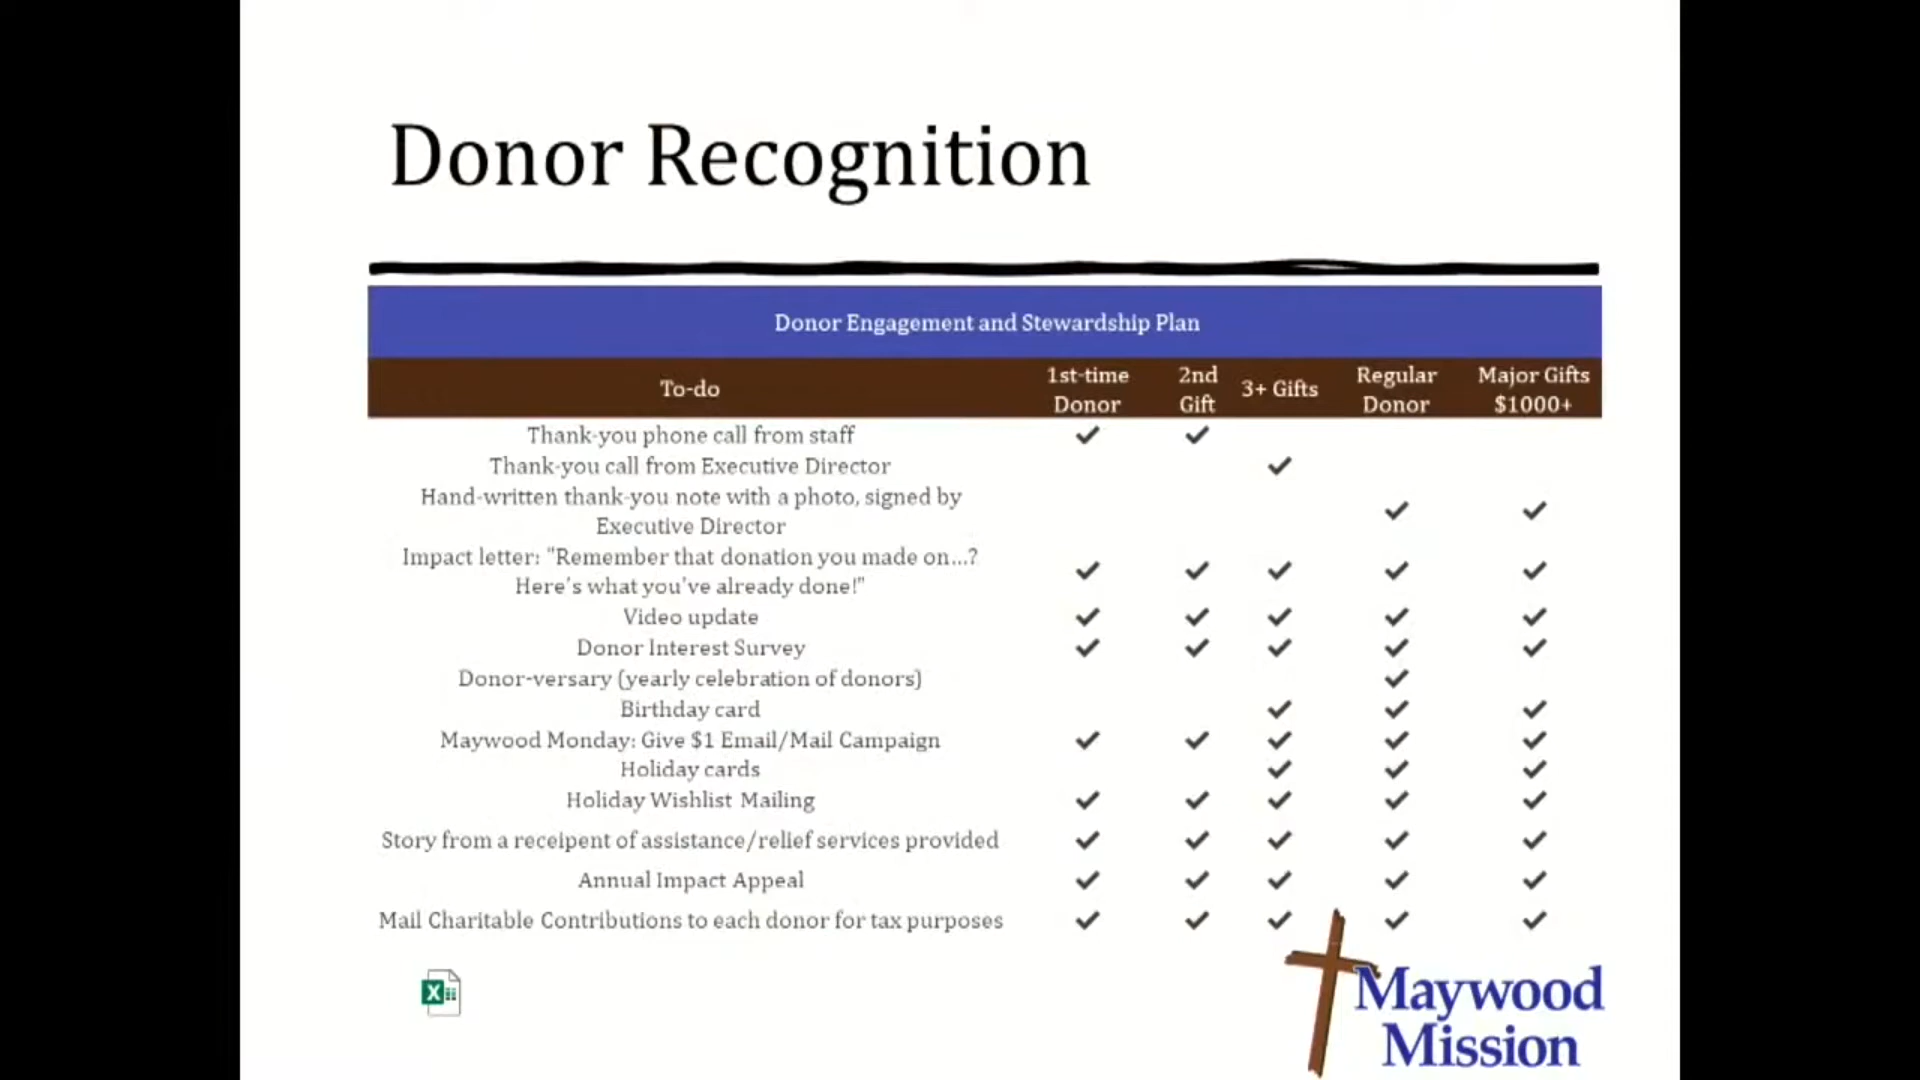 Donor Recognition
Donor Engagement and Stewardship Plan
To-do
1st-time
Donor
2nd
Gift
3+ Gifts
Regular
Donor
Major Gifts
$1000+
Thank-you phone call from staff ✔ ✔
Thank-you call from Executive Director ✔
Hand-written thank-you note with a photo, signed by
Executive Director ✔ ✔
Impact letter: "Remember that donation you made on...?
Here's what you've already done!" ✔ ✔ ✔ ✔ ✔
Video update ✔ ✔ ✔ ✔ ✔
Donor Interest Survey ✔ ✔ ✔ ✔ ✔
Donor-versary (yearly celebration of donors) ✔
Birthday card ✔ ✔ ✔
Maywood Monday: Give $1 Email/Mail Campaign ✔ ✔ ✔ ✔ ✔
Holiday cards ✔ ✔ ✔
Holiday Wishlist Mailing ✔ ✔ ✔ ✔ ✔
Story from a receipent of assistance/relief services provided ✔ ✔ ✔ ✔ ✔
Annual Impact Appeal ✔ ✔ ✔ ✔ ✔
Mail Charitable Contributions to each donor for tax purposes ✔ ✔ ✔ ✔ ✔
X
Maywood
Mission